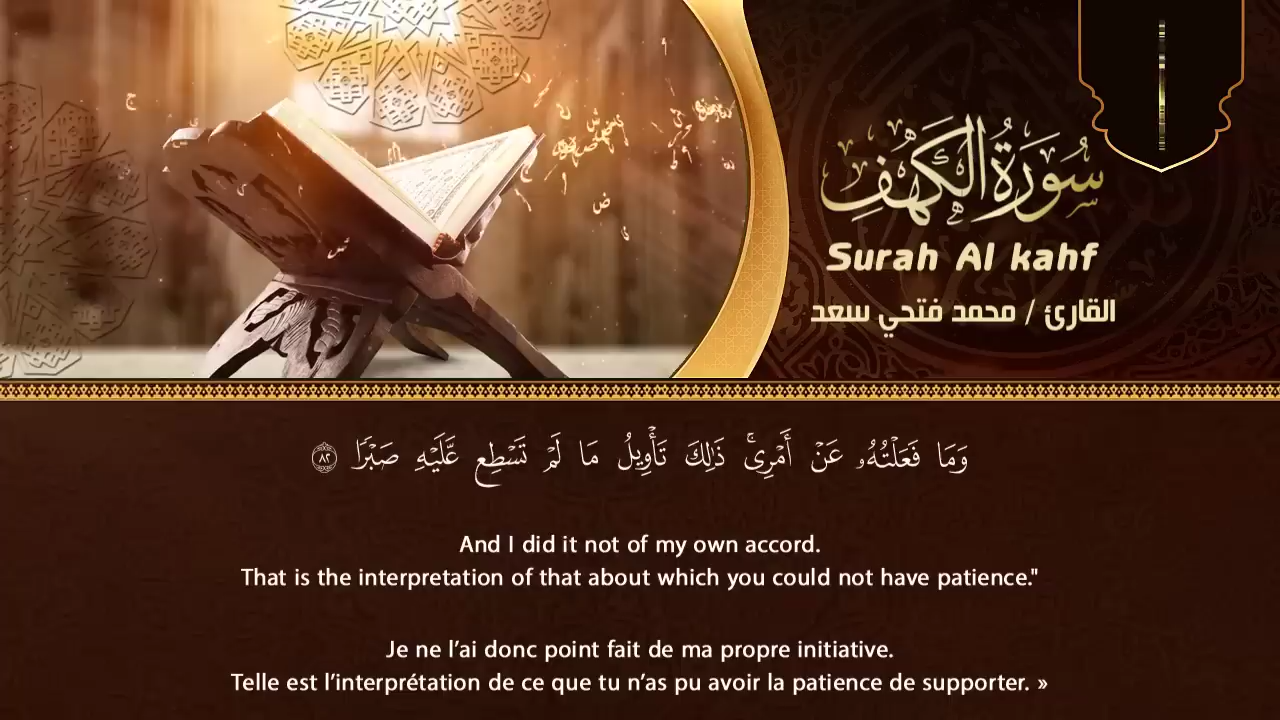 سُورَةُ الكَهْفِ
Surah Al kahf
القارئ / محمد فتحي سعد
وَمَا فَعَلْتُهُۥ عَنْ أَمْرِىۚ ذَٰلِكَ تَأْوِيلُ مَا لَمْ تَسْطِع عَّلَيْهِ صَبْرًا ٨٢
And I did it not of my own accord.
That is the interpretation of that about which you could not have patience."
Je ne l’ai donc point fait de ma propre initiative.
Telle est l’interprétation de ce que tu n’as pu avoir la patience de supporter. »